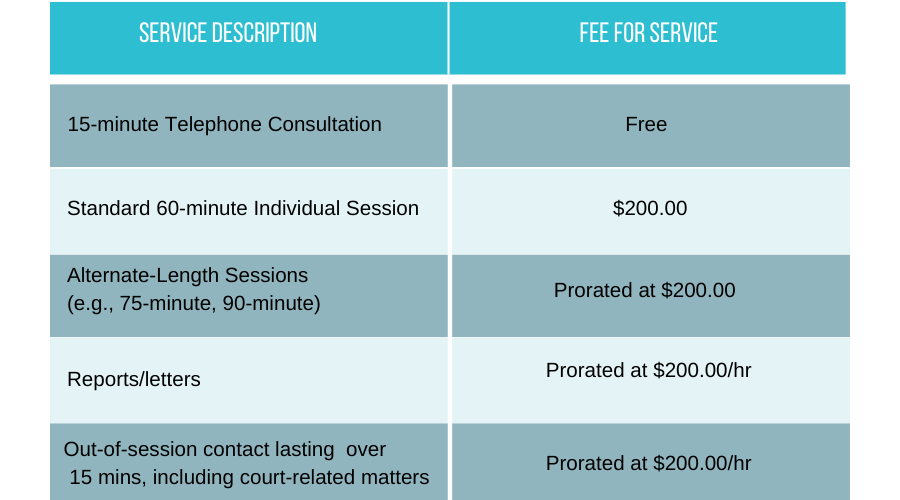 SERVICE DESCRIPTION
FEE FOR SERVICE
15-minute Telephone Consultation
Free
Standard 60-minute Individual Session
$200.00
Alternate-Length Sessions
(e.g., 75-minute, 90-minute)
Prorated at $200.00
Reports/letters
Prorated at $200.00/hr
Out-of-session contact lasting  over
15 mins, including court-related matters
Prorated at $200.00/hr